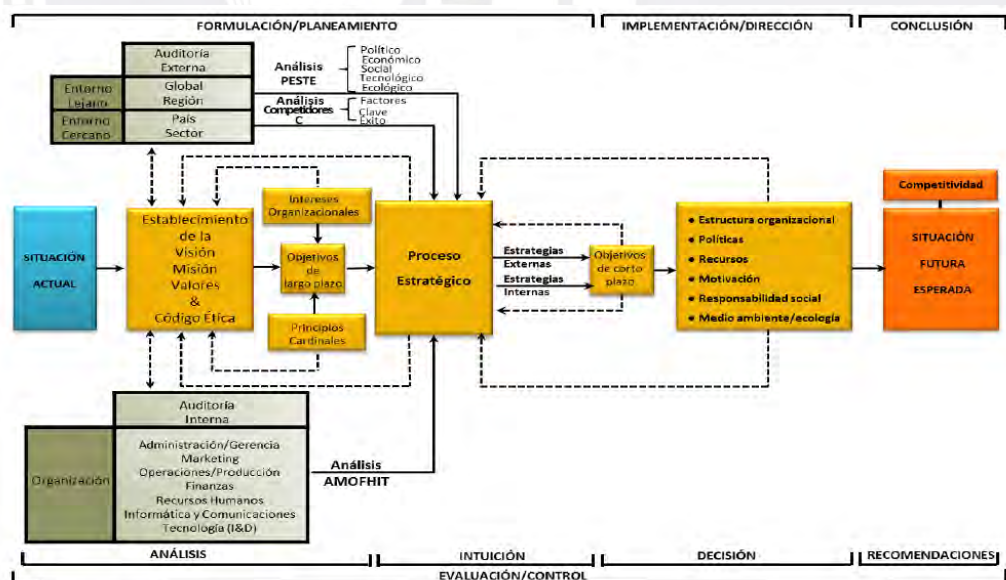 FORMULACIÓN/PLANEAMIENTO
IMPLEMENTACIÓN/DIRECCIÓN
CONCLUSIÓN
Auditoría
Externa
Entorno
Lejano
Global
Región
Entorno
Cercano
País
Sector
Análisis
PESTE
Político
Económico
Social
Tecnológico
Ecológico
Análisis
Competidores
C
Factores
Clave
Éxito
SITUACIÓN
ACTUAL
Establecimiento
de la
Visión
Misión
Valores
&
Código Ética
Intereses
Organizacionales
Objetivos
de
largo plazo
Principios
Cardinales
Proceso
Estratégico
Estrategias
Externas
Estrategias
Internas
Objetivos
de corto
plazo
• Estructura organizacional
• Políticas
• Recursos
• Motivación
• Responsabilidad social
• Medio ambiente/ecología
Competitividad
SITUACIÓN
FUTURA
ESPERADA
Auditoría
Interna
Organización
Administración/Gerencia
Marketing
Operaciones/Producción
Finanzas
Recursos Humanos
Informática y Comunicaciones
Tecnología (I&D)
Análisis
AMOFHIT
ANÁLISIS
INTUICIÓN
DECISIÓN
RECOMENDACIONES
EVALUACIÓN/CONTROL